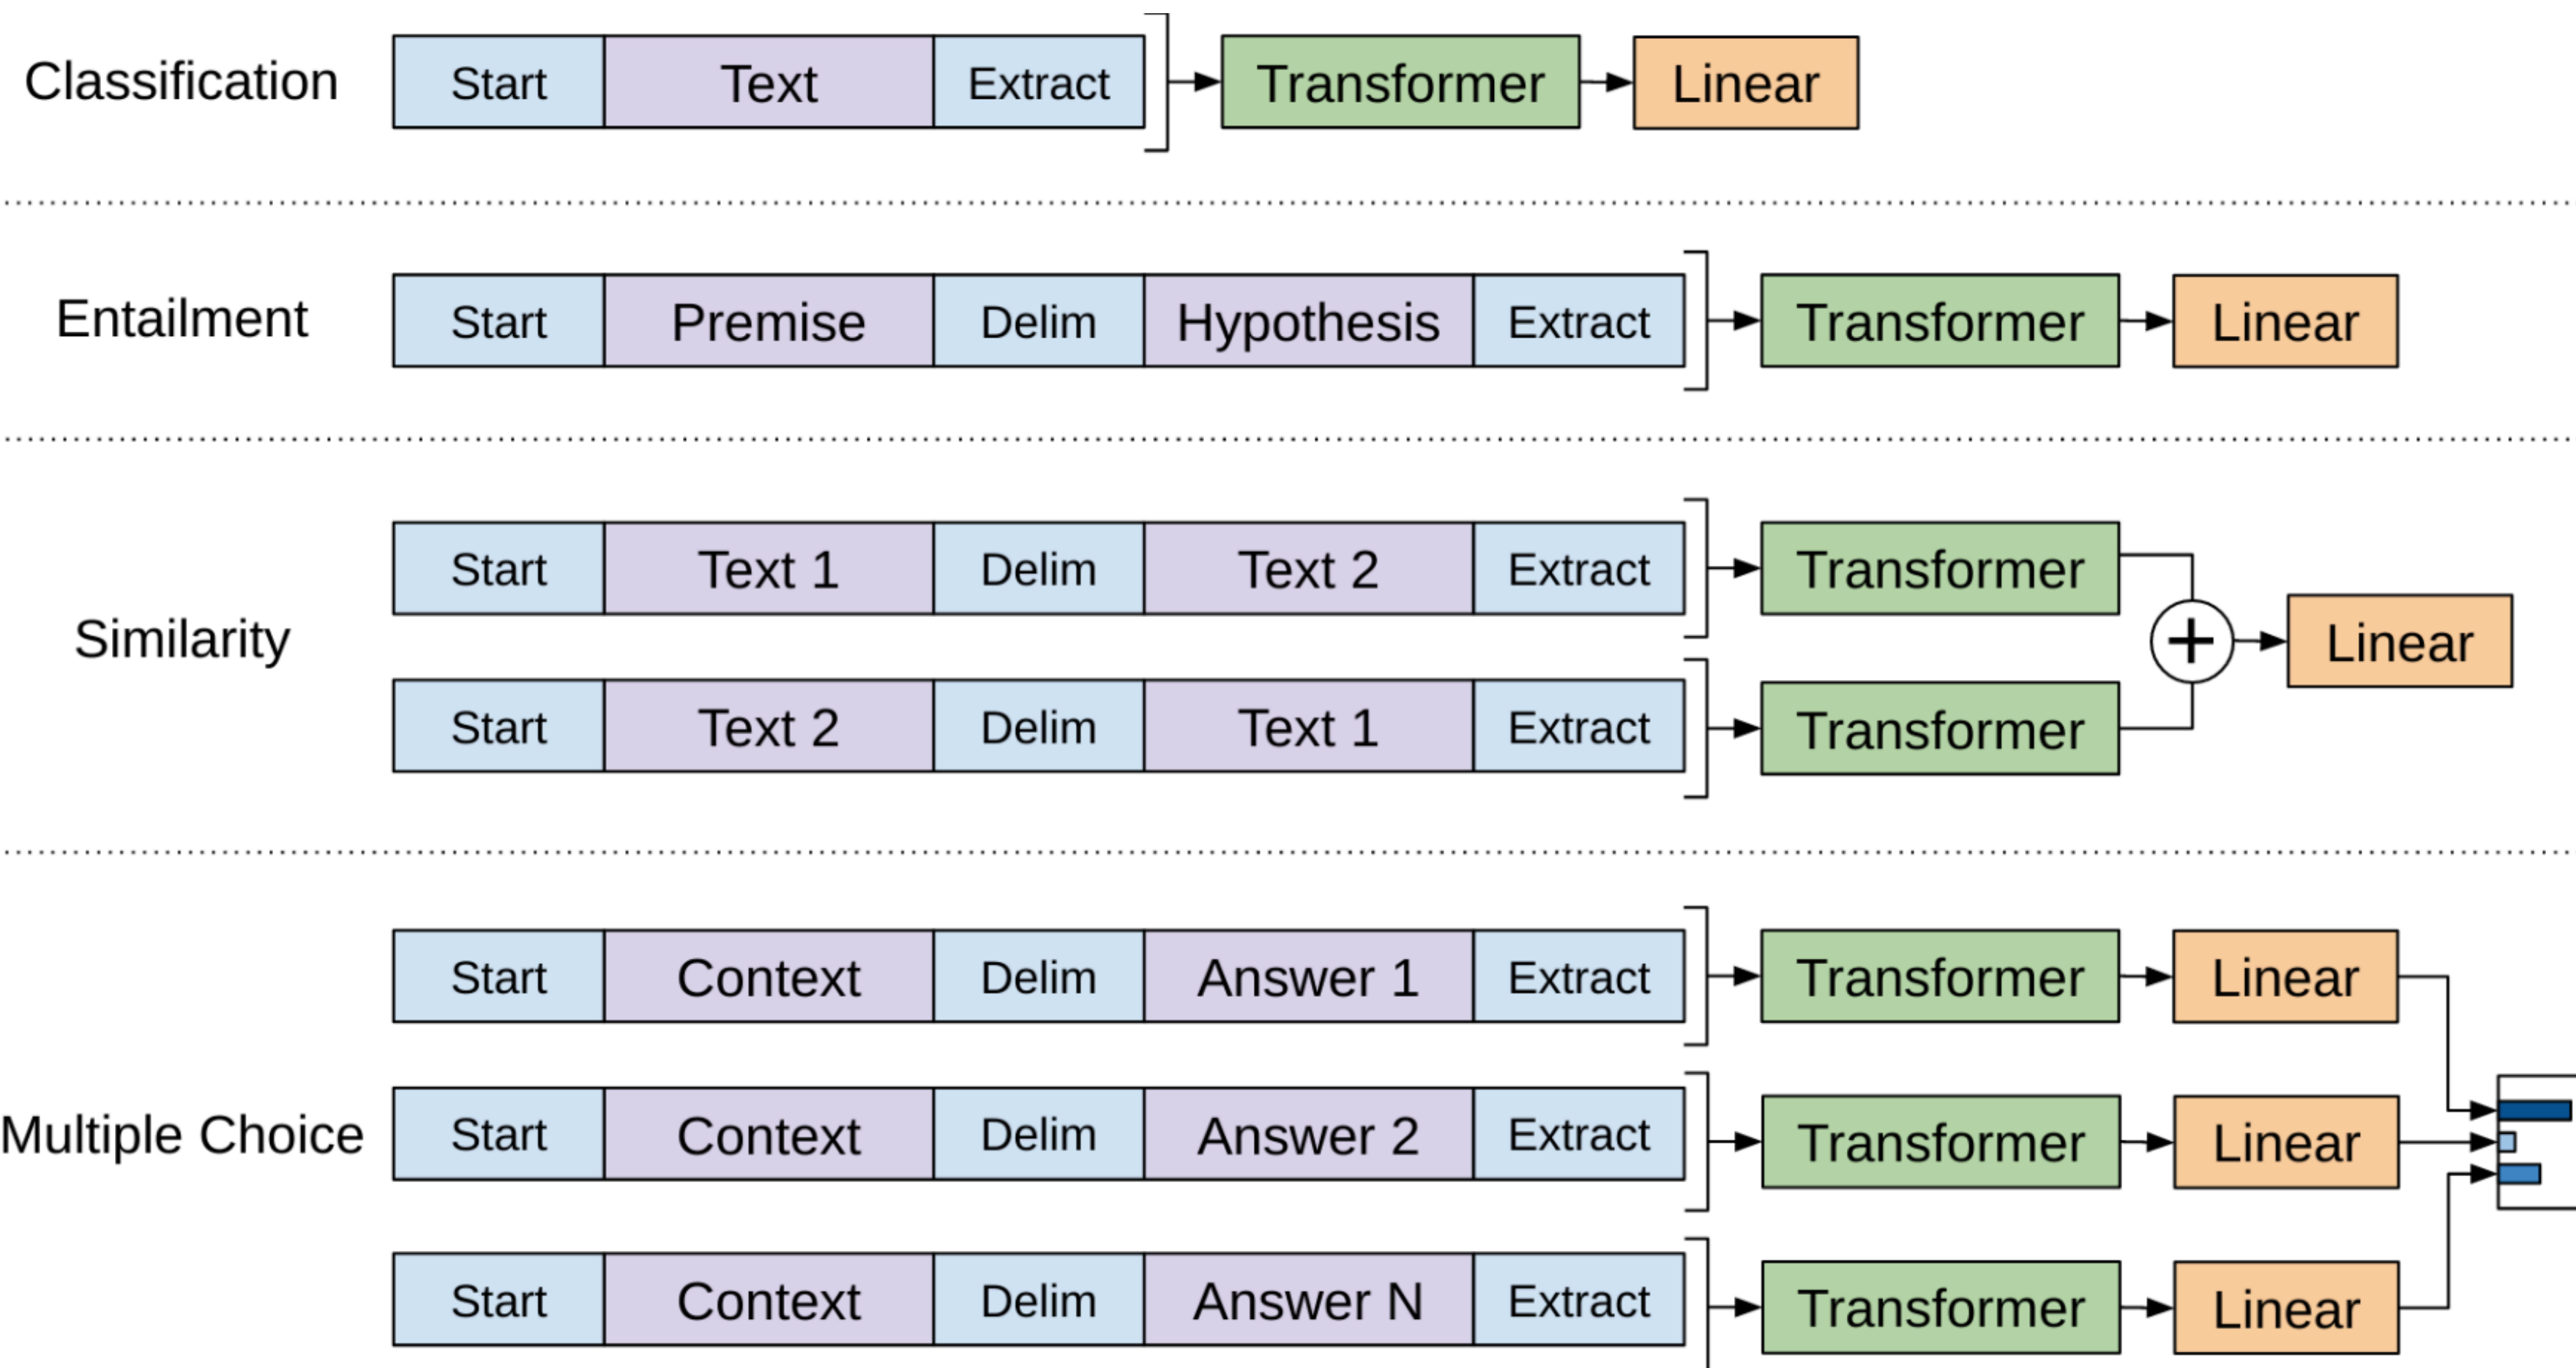 Classification Start Text Extract Transformer Linear
Entailment Start Premise Delim Hypothesis Extract Transformer Linear
Similarity
Start Text 1 Delim Text 2 Extract Transformer
+ Linear
Start Text 2 Delim Text 1 Extract Transformer
Multiple Choice
Start Context Delim Answer 1 Extract Transformer Linear
Start Context Delim Answer 2 Extract Transformer Linear
Start Context Delim Answer N Extract Transformer Linear